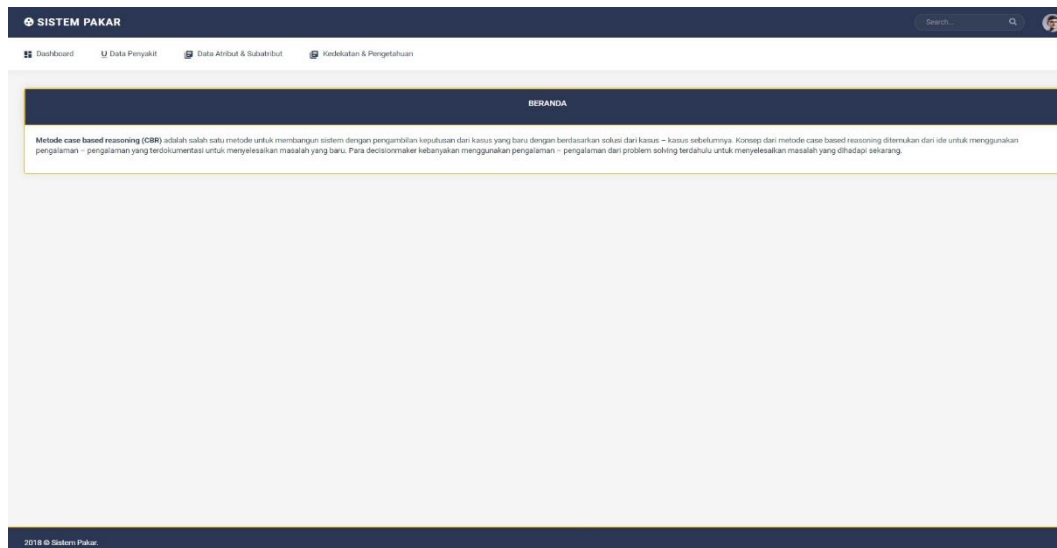 SISTEM PAKAR
Search...
Dashboard
Data Penyakit
Data Atribut & Subatribut
Kedekatan & Pengetahuan
BERANDA
Metode case based reasoning (CBR) adalah salah satu metode untuk membangun sistem dengan pengambilan keputusan dari kasus yang baru dengan berdasarkan solusi dari kasus – kasus sebelumnya. Konsep dari metode case based reasoning ditemukan dari ide untuk menggunakan
pengalaman – pengalaman yang terdokumentasi untuk menyelesaikan masalah yang baru. Para decisionmaker kebanyakan menggunakan pengalaman – pengalaman dari problem solving terdahulu untuk menyelesaikan masalah yang dihadapi sekarang.
2018 © Sistem Pakar.